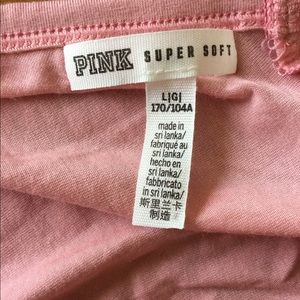 PINK SUPER SOFT
L|G|
170/104A
made in
sri lanka/
fabriqué au
sri lanka/
hecho en
sri lanka/
fabbricato
in sri lanka/
斯里兰卡
制造